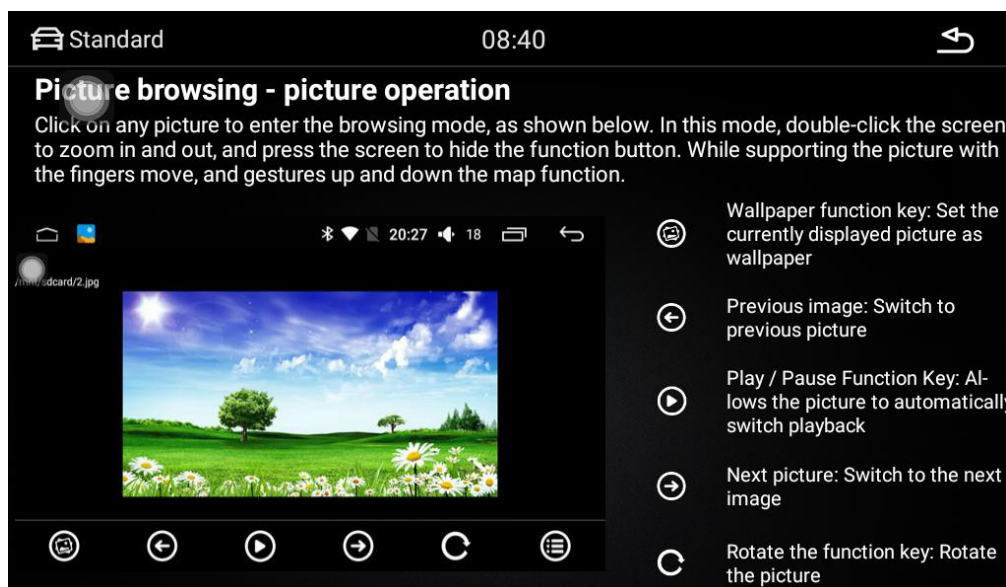 Standard
08:40
Picture browsing - picture operation
Click on any picture to enter the browsing mode, as shown below. In this mode, double-click the screen
to zoom in and out, and press the screen to hide the function button. While supporting the picture with
the fingers move, and gestures up and down the map function.
20:27 18
/mnt/sdcard/2.jpg
Wallpaper function key: Set the
currently displayed picture as
wallpaper
Previous image: Switch to
previous picture
Play / Pause Function Key: Al-
lows the picture to automatically
switch playback
Next picture: Switch to the next
image
Rotate the function key: Rotate
the picture